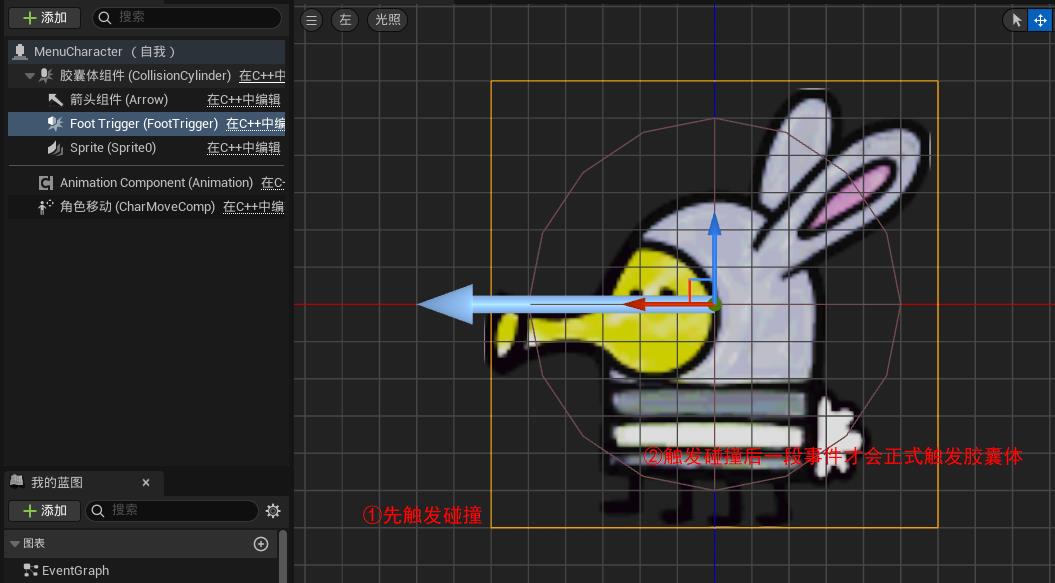 添加
搜索
MenuCharacter （自我）
胶囊体组件 (CollisionCylinder) 在C++中
箭头组件 (Arrow) 在C++中编辑
Foot Trigger (FootTrigger) 在C++中编
Sprite (Sprite0) 在C++中编辑
Animation Component (Animation) 在C-
角色移动 (CharMoveComp) 在C++中编
我的蓝图
添加
搜索
图表
EventGraph
左
光照
②触发碰撞后一段事件才会正式触发胶囊体
①先触发碰撞